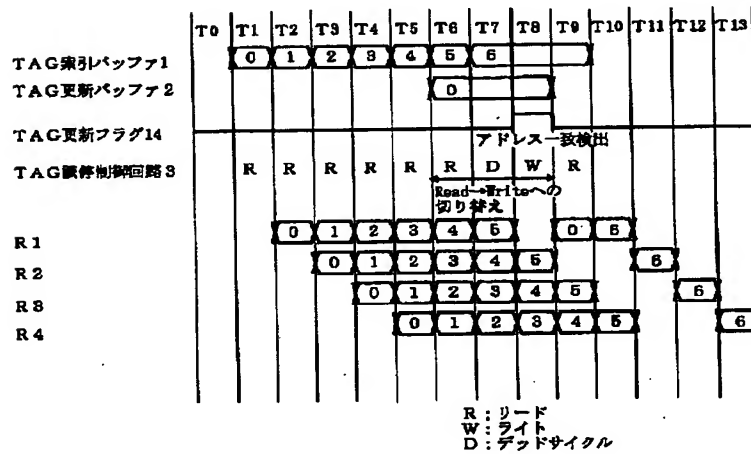 T0 T1 T2 T3 T4 T5 T6 T7 T8 T9 T10 T11 T12 T13
TAG索引バッファ1 0 1 2 3 4 5 6
TAG更新バッファ2 0
TAG更新フラグ14
アドレス一致検出
TAG調停制御回路3 R R R R R R D W R
Read→Writeへの
切り替え
R1 0 1 2 3 4 5 0 6
R2 0 1 2 3 4 5 6
R3 0 1 2 3 4 5 6
R4 0 1 2 3 4 5 6
R:リード
W:ライト
D:デッドサイクル